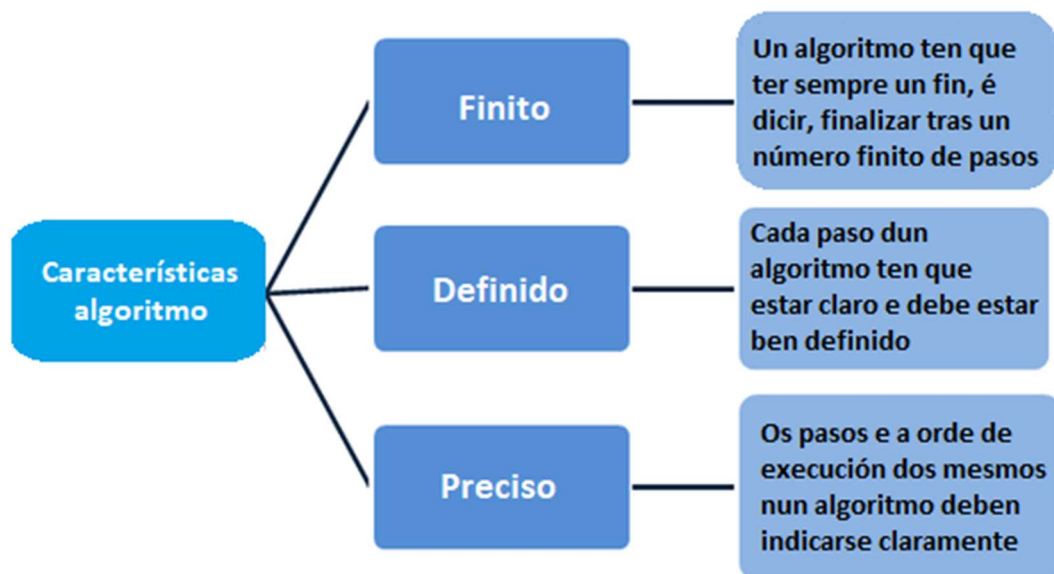 Característícas
algoritmo
Finito
Un algoritmo ten que
ter sempre un fin, é
dicir, finalizar tras un
número finito de pasos
Definido
Cada paso dun
algoritmo ten que
estar claro e debe estar
ben definido
Preciso
Os pasos e a orde de
execución dos mesmos
nun algoritmo deben
indicarse claramente